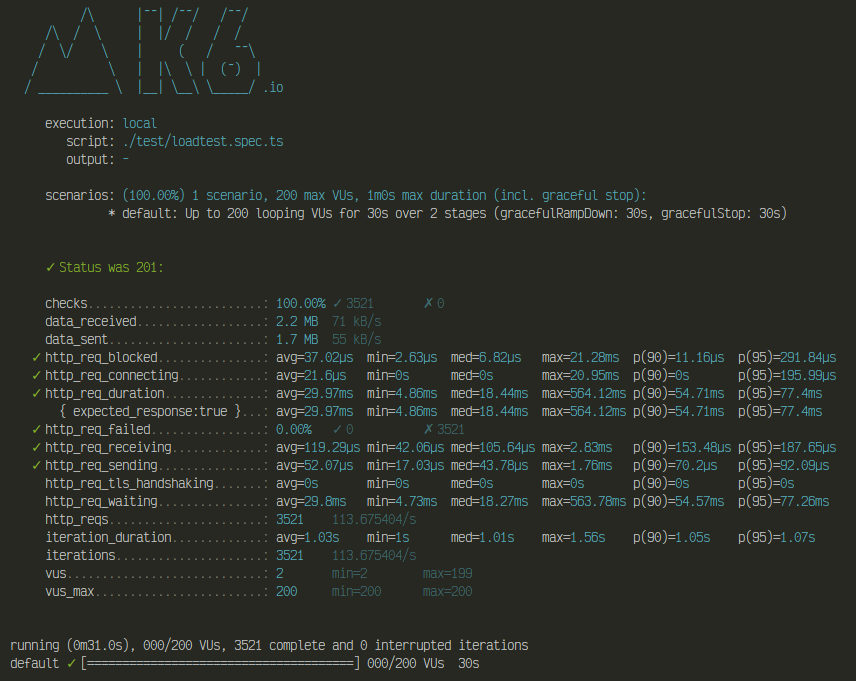 .io
execution: local
script: ./test/loadtest.spec.ts
output: -
scenarios: (100.00%) 1 scenario, 200 max VUs, 1m0s max duration (incl. graceful stop):
* default: Up to 200 looping VUs for 30s over 2 stages (gracefulRampDown: 30s, gracefulStop: 30s)
✓ Status was 201:
checks.........................: 100.00% ✓ 3521 ✗ 0
data_received..................: 2.2 MB 71 kB/s
data_sent......................: 1.7 MB 55 kB/s
✓ http_req_blocked...............: avg=37.02µs min=2.63µs med=6.82µs max=21.28ms p(90)=11.16µs p(95)=291.84µs
✓ http_req_connecting............: avg=21.6µs min=0s med=0s max=20.95ms p(90)=0s p(95)=195.99µs
✓ http_req_duration..............: avg=29.97ms min=4.86ms med=18.44ms max=564.12ms p(90)=54.71ms p(95)=77.4ms
{ expected_response:true }...: avg=29.97ms min=4.86ms med=18.44ms max=564.12ms p(90)=54.71ms p(95)=77.4ms
✓ http_req_failed................: 0.00% ✓ 0 ✗ 3521
✓ http_req_receiving.............: avg=119.29µs min=42.06µs med=105.64µs max=2.83ms p(90)=153.48µs p(95)=187.65µs
✓ http_req_sending...............: avg=52.07µs min=17.03µs med=43.78µs max=1.76ms p(90)=70.2µs p(95)=92.09µs
http_req_tls_handshaking.......: avg=0s min=0s med=0s max=0s p(90)=0s p(95)=0s
http_req_waiting...............: avg=29.8ms min=4.73ms med=18.27ms max=563.78ms p(90)=54.57ms p(95)=77.26ms
http_reqs......................: 3521 113.675404/s
iteration_duration.............: avg=1.03s min=1s med=1.01s max=1.56s p(90)=1.05s p(95)=1.07s
iterations.....................: 3521 113.675404/s
vus............................: 2 min=2 max=199
vus_max........................: 200 min=200 max=200
running (0m31.0s), 000/200 VUs, 3521 complete and 0 interrupted iterations
default ✓ [======================================] 000/200 VUs 30s